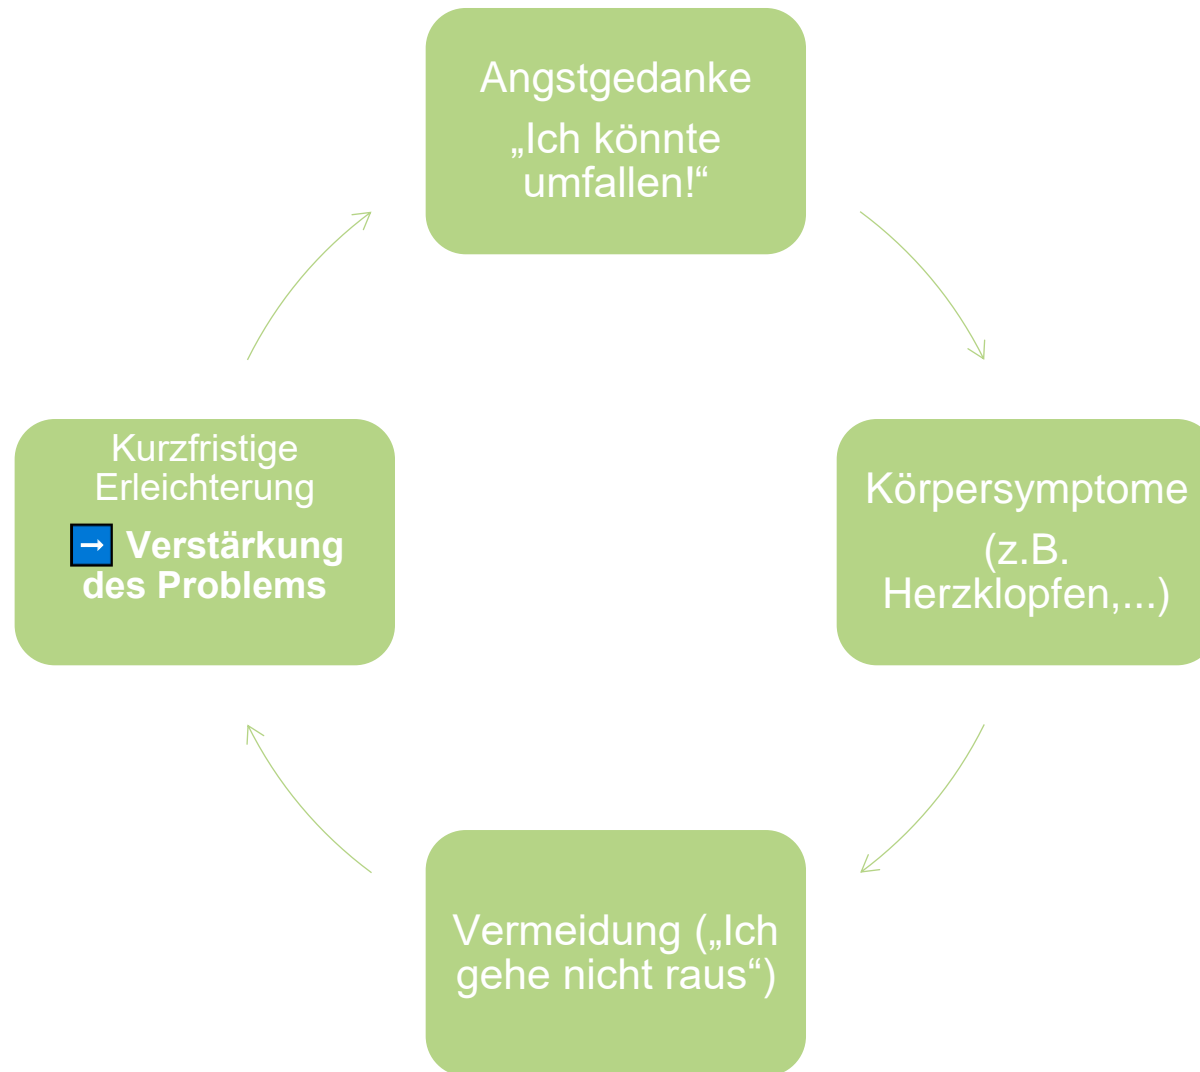 Angstgedanke
„Ich könnte
umfallen!“
Körpersymptome
(z.B.
Herzklopfen,...)
Vermeidung („Ich
gehe nicht raus“)
Kurzfristige
Erleichterung
➡ Verstärkung
des Problems